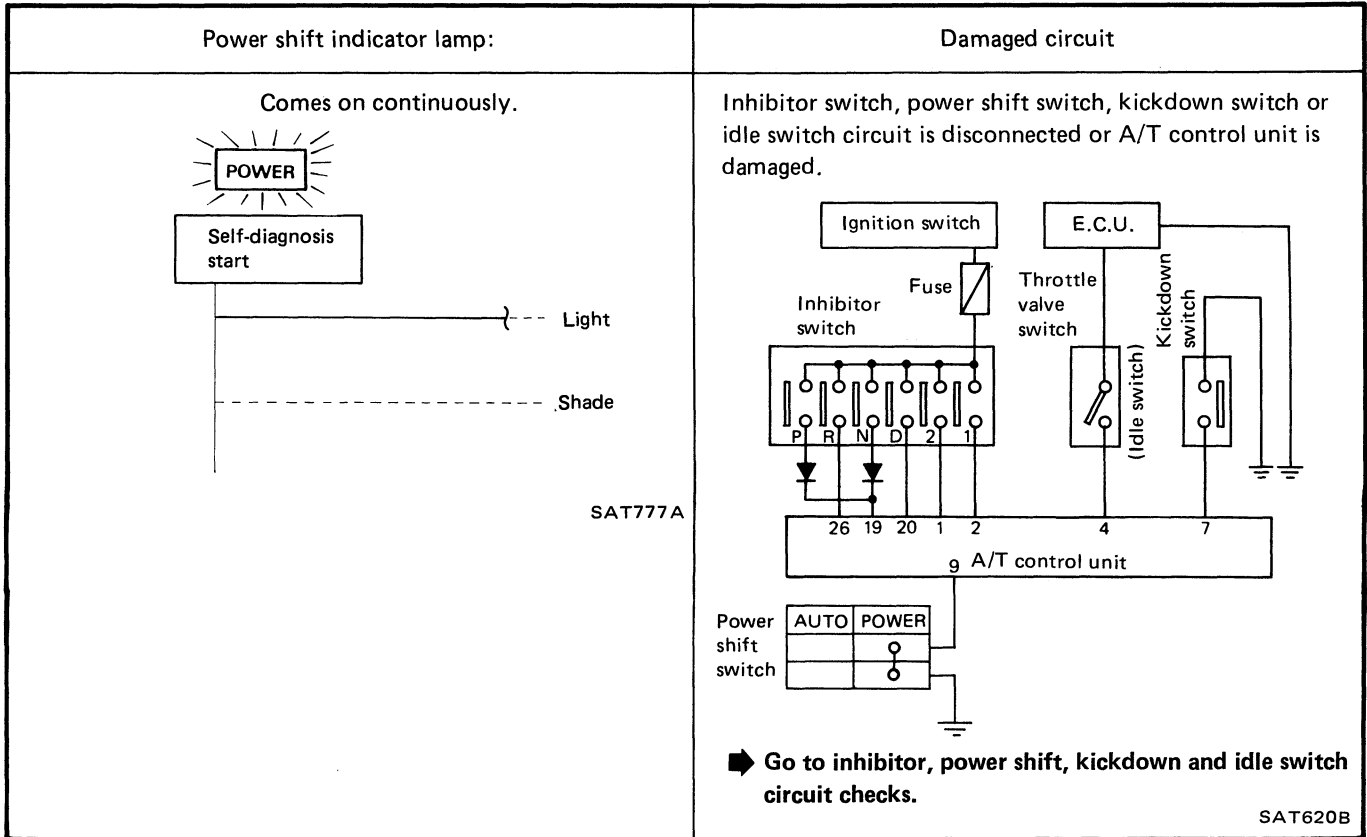 Power shift indicator lamp:
Damaged circuit
Comes on continuously.
POWER
Self-diagnosis
start
Light
Shade
SAT777A
Inhibitor switch, power shift switch, kickdown switch or
idle switch circuit is disconnected or A/T control unit is
damaged.
Ignition switch
E.C.U.
Fuse
Throttle
valve
switch
Kickdown
switch
Inhibitor
switch
(Idle switch)
P R N D 2 1
26 19 20 1 2 4 7
9 A/T control unit
Power
shift
switch
AUTO POWER
Go to inhibitor, power shift, kickdown and idle switch
circuit checks.
SAT620B